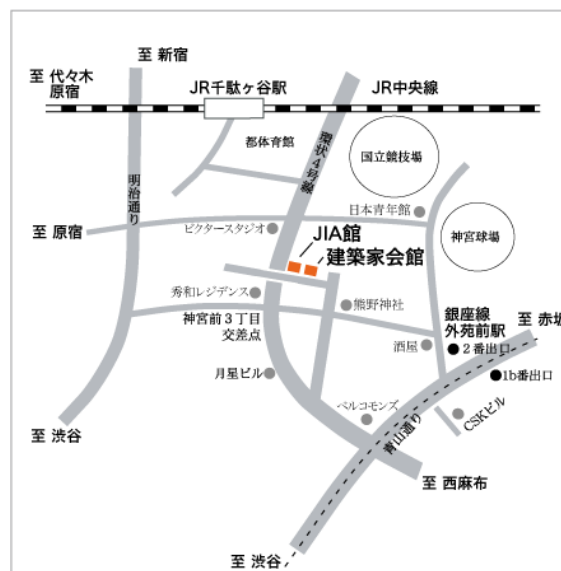 至 新宿
至 代々木
原宿
JR千駄ヶ谷駅
JR中央線
都体育館
環状4号線
国立競技場
明治通り
日本青年館
ビクタースタジオ
神宮球場
至 原宿
JIA館
建築家会館
秀和レジデンス
熊野神社
神宮前3丁目
交差点
銀座線
外苑前駅
至 赤坂
酒屋
2番出口
月星ビル
1b番出口
ベルコモンズ
青山通り
CSKビル
至 渋谷
至 西麻布
至 渋谷